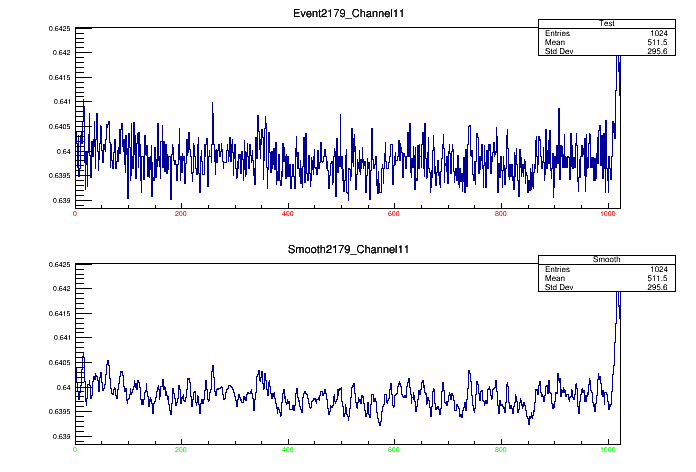 Event2179_Channel11
Test
Entries 1024
Mean 511.5
Std Dev 295.6
0.6425
0.642
0.6415
0.641
0.6405
0.64
0.6395
0.639
0 200 400 600 800 1000
Smooth2179_Channel11
Smooth
Entries 1024
Mean 511.5
Std Dev 295.6
0.6425
0.642
0.6415
0.641
0.6405
0.64
0.6395
0.639
0 200 400 600 800 1000